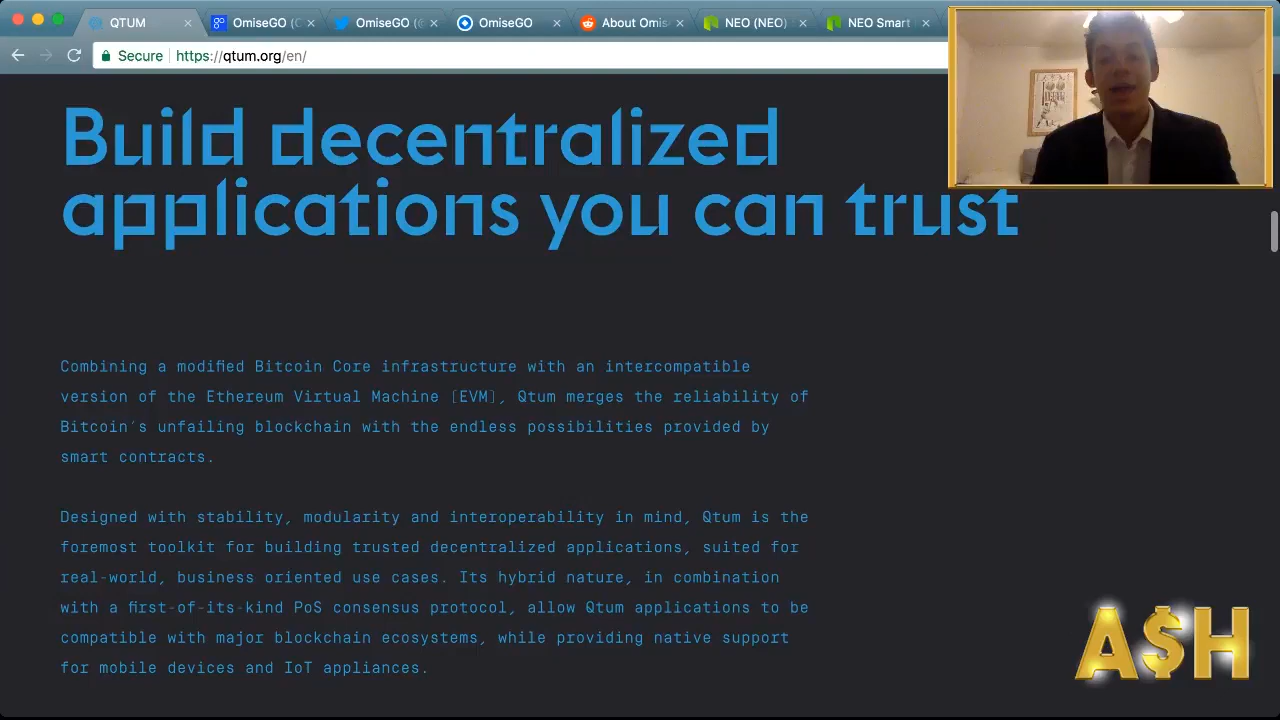 QTUM
OmiseGO (C
OmiseGO (@
OmiseGO
About Omis
NEO (NEO)
NEO Smart
Secure
https://qtum.org/en/
Build decentralized
applications you can trust
Combining a modified Bitcoin Core infrastructure with an intercompatible
version of the Ethereum Virtual Machine [EVM], Qtum merges the reliability of
Bitcoin´s unfailing blockchain with the endless possibilities provided by
smart contracts.
Designed with stability, modularity and interoperability in mind, Qtum is the
foremost toolkit for building trusted decentralized applications, suited for
real-world, business oriented use cases. Its hybrid nature, in combination
with a first-of-its-kind PoS consensus protocol, allow Qtum applications to be
compatible with major blockchain ecosystems, while providing native support
for mobile devices and IoT appliances.
A$H